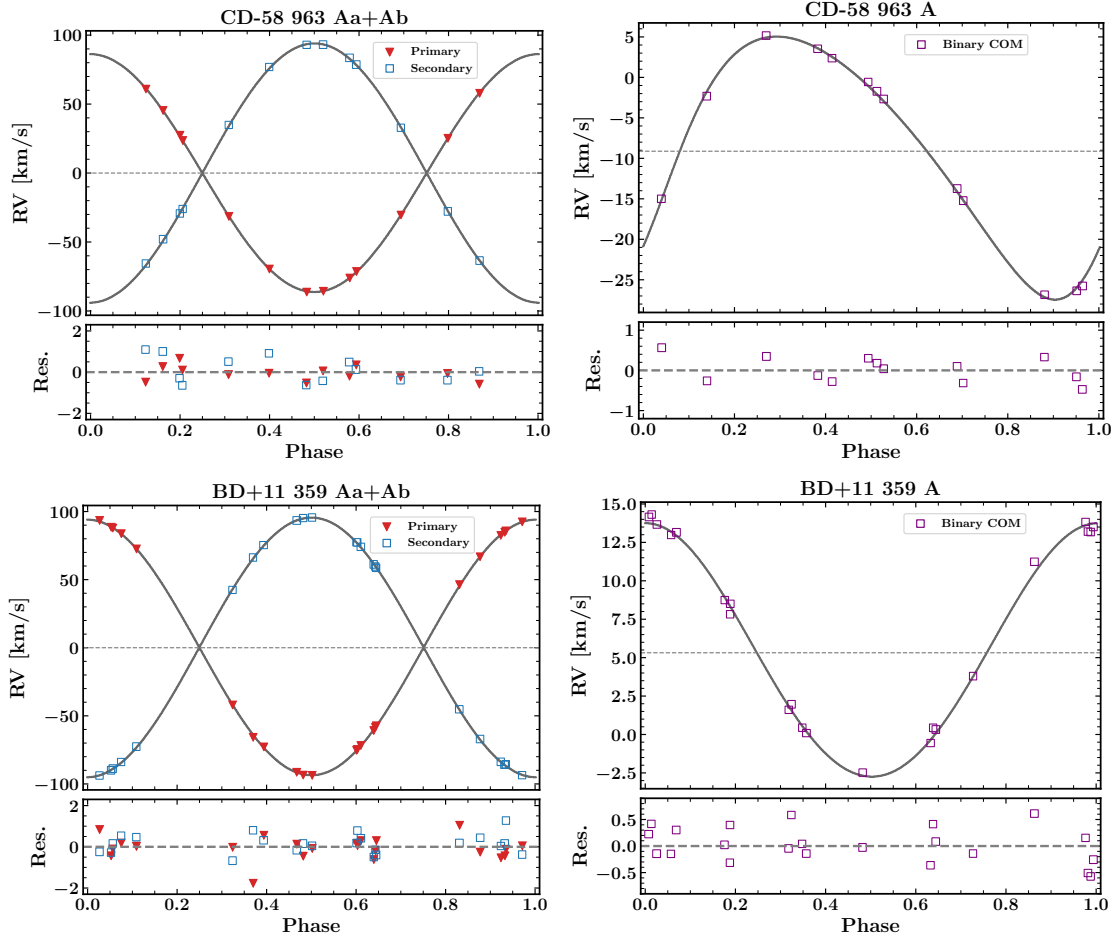 CD-58 963 Aa+Ab
100
50
0
−50
−100
RV [km/s]
Primary
Secondary
2
0
−2
Res.
0.0 0.2 0.4 0.6 0.8 1.0
Phase
CD-58 963 A
5
0
−5
−10
−15
−20
−25
RV [km/s]
Binary COM
1
0
−1
Res.
0.0 0.2 0.4 0.6 0.8 1.0
Phase
BD+11 359 Aa+Ab
100
50
0
−50
−100
RV [km/s]
Primary
Secondary
2
0
−2
Res.
0.0 0.2 0.4 0.6 0.8 1.0
Phase
BD+11 359 A
15.0
12.5
10.0
7.5
5.0
2.5
0.0
−2.5
RV [km/s]
Binary COM
0.5
0.0
−0.5
Res.
0.0 0.2 0.4 0.6 0.8 1.0
Phase